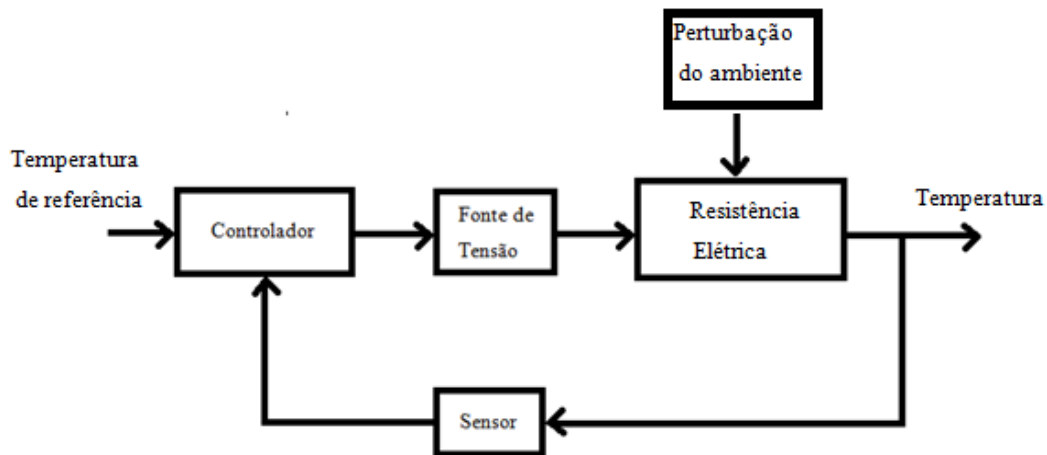 Perturbação
do ambiente
Temperatura
de referência
Controlador
Fonte de
Tensão
Resistência
Elétrica
Temperatura
Sensor